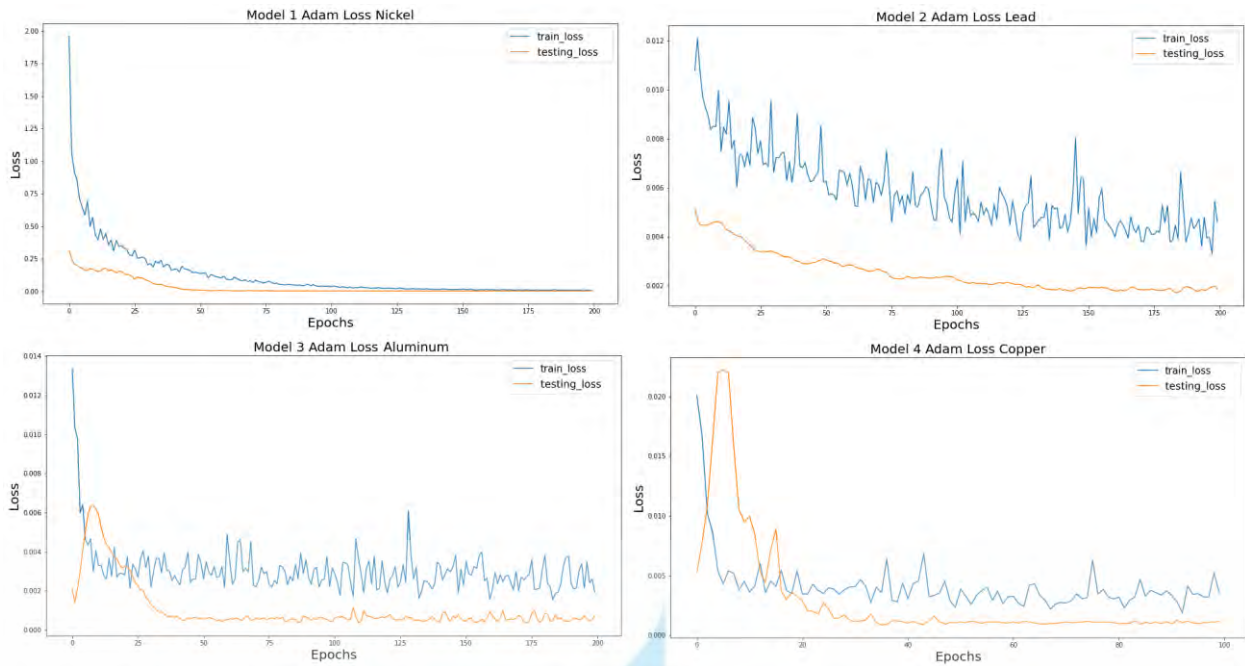 Model 1 Adam Loss Nickel
train_loss
testing_loss
2.00
1.75
1.50
1.25
1.00
0.75
0.50
0.25
0.00
Loss
0 25 50 75 100 125 150 175 200
Epochs
Model 2 Adam Loss Lead
train_loss
testing_loss
0.012
0.010
0.008
0.006
0.004
0.002
Loss
0 25 50 75 100 125 150 175 200
Epochs
Model 3 Adam Loss Aluminum
train_loss
testing_loss
0.014
0.012
0.010
0.008
0.006
0.004
0.002
0.000
Loss
0 25 50 75 100 125 150 175 200
Epochs
Model 4 Adam Loss Copper
train_loss
testing_loss
0.020
0.015
0.010
0.005
0.000
Loss
0 20 40 60 80 100
Epochs